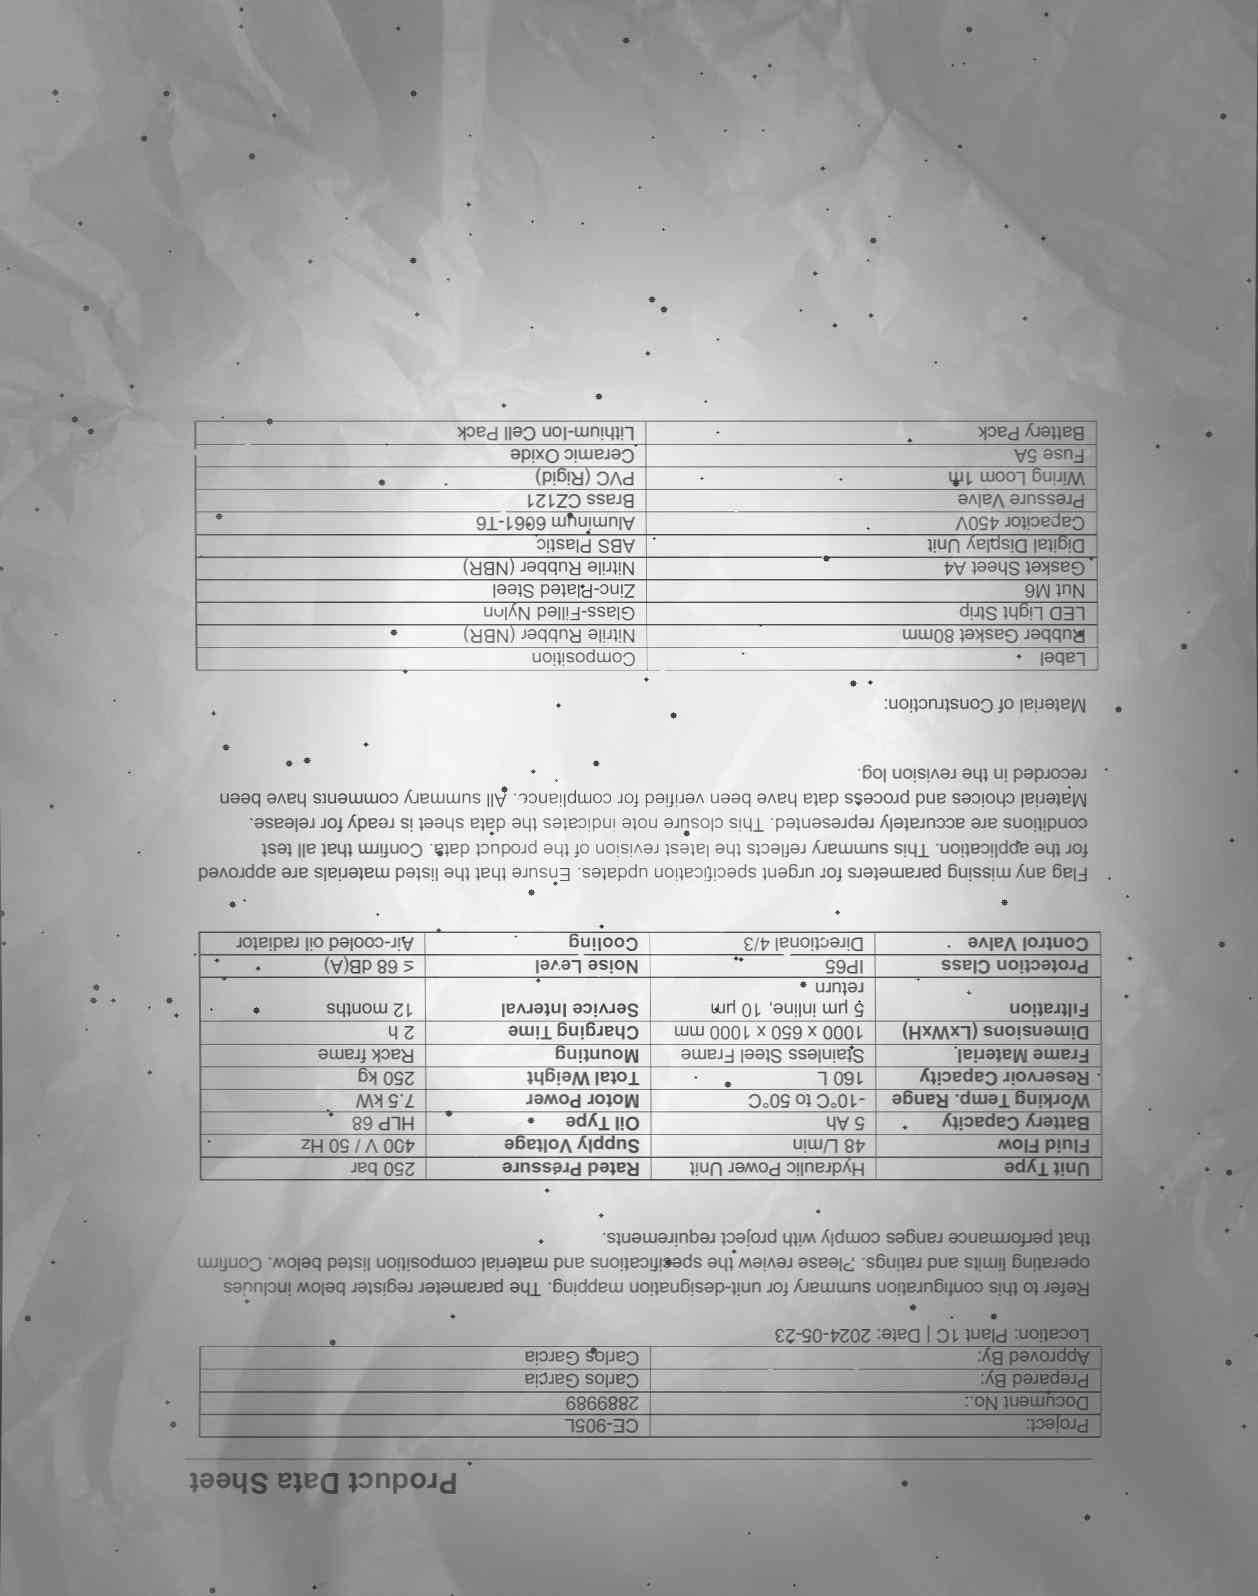 Product Data Sheet
Project: CE-905L
Document No.: 2889989
Prepared By: Carlos Garcia
Approved By: Carlos Garcia
Location: Plant 1C | Date: 2024-05-23
Refer to this configuration summary for unit-designation mapping. The parameter register below includes
operating limits and ratings. Please review the specifications and material composition listed below. Confirm
that performance ranges comply with project requirements.
Unit Type Hydraulic Power Unit Rated Pressure 250 bar
Fluid Flow 48 L/min Supply Voltage 400 V / 50 Hz
Battery Capacity 5 Ah Oil Type HLP 68
Working Temp. Range -10°C to 50°C Motor Power 7.5 kW
Reservoir Capacity 160 L Total Weight 250 kg
Frame Material Stainless Steel Frame Mounting Rack frame
Dimensions (LxWxH) 1000 x 650 x 1000 mm Charging Time 2 h
Filtration 5 µm inline, 10 µm Service Interval 12 months
return
Protection Class IP65 Noise Level ≤ 68 dB(A)
Control Valve Directional 4/3 Cooling Air-cooled oil radiator
Flag any missing parameters for urgent specification updates. Ensure that the listed materials are approved
for the application. This summary reflects the latest revision of the product data. Confirm that all test
conditions are accurately represented. This closure note indicates the data sheet is ready for release.
Material choices and process data have been verified for compliance. All summary comments have been
recorded in the revision log.
Material of Construction:
Label Composition
Rubber Gasket 80mm Nitrile Rubber (NBR)
LED Light Strip Glass-Filled Nylon
Nut M6 Zinc-Plated Steel
Gasket Sheet A4 Nitrile Rubber (NBR)
Digital Display Unit ABS Plastic
Capacitor 450V Aluminum 6061-T6
Pressure Valve Brass CZ121
Wiring Loom 1m PVC (Rigid)
Fuse 5A Ceramic Oxide
Battery Pack Lithium-Ion Cell Pack